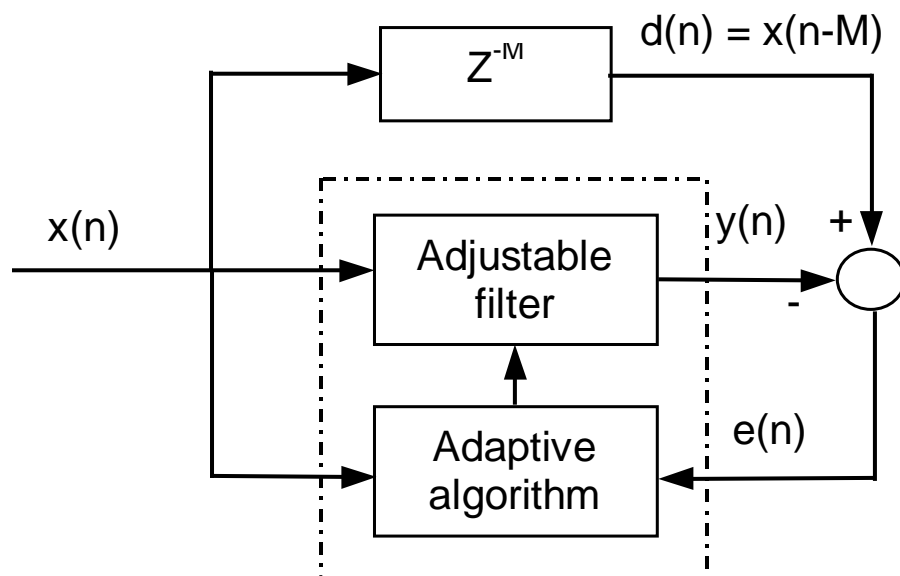 d(n) = x(n-M)
Z^-M
x(n)
Adjustable
filter
y(n)
+
-
Adaptive
algorithm
e(n)